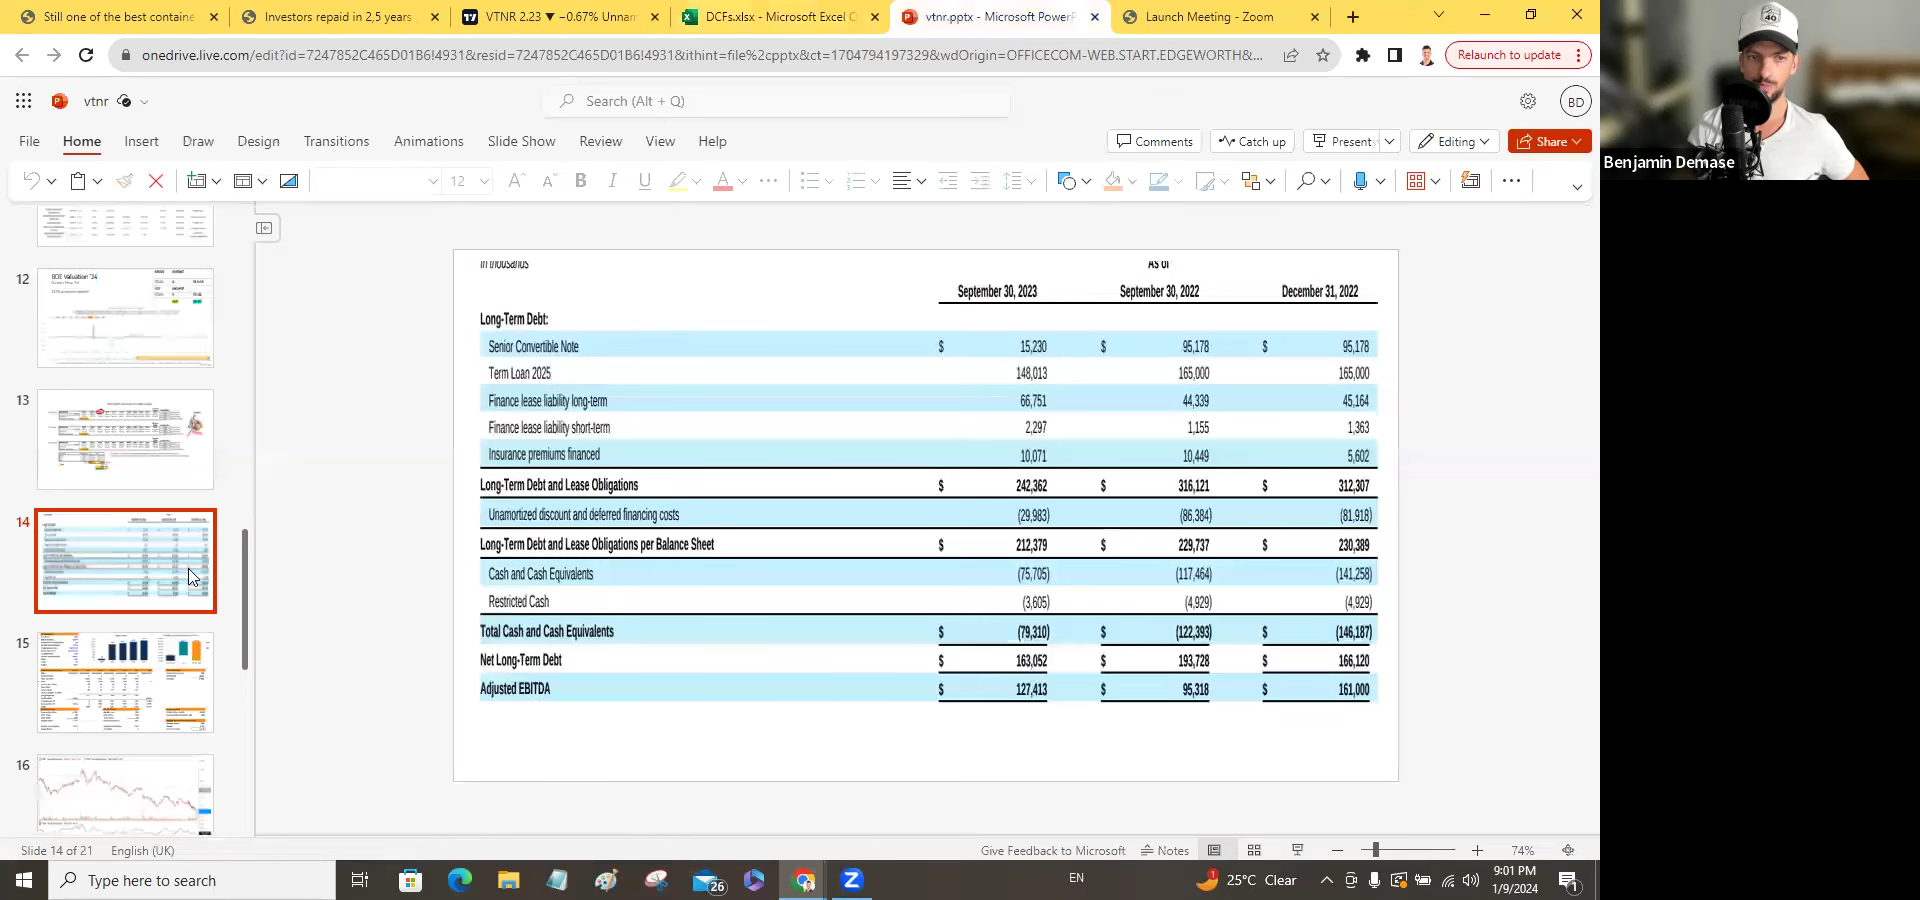 Still one of the best containe
Investors repaid in 2,5 years
VTNR 2.23 ▼ −0.67% Unnam
DCFs.xlsx - Microsoft Excel O
vtnr.pptx - Microsoft PowerP
Launch Meeting - Zoom
onedrive.live.com/edit?id=7247852C465D01B6!4931&resid=7247852C465D01B6!4931&ithint=file%2cpptx&ct=1704794197329&wdOrigin=OFFICECOM-WEB.START.EDGEWORTH&...
Relaunch to update
vtnr
Search (Alt + Q)
BD
File Home Insert Draw Design Transitions Animations Slide Show Review View Help
Comments Catch up Present Editing Share
12
Benjamin Demase
40
12
BOE Valuation '24
13
14
15
16
In thousands As of
September 30, 2023 September 30, 2022 December 31, 2022
Long-Term Debt:
Senior Convertible Note $ 15,230 $ 95,178 $ 95,178
Term Loan 2025 148,013 165,000 165,000
Finance lease liability long-term 66,751 44,339 45,164
Finance lease liability short-term 2,297 1,155 1,363
Insurance premiums financed 10,071 10,449 5,602
Long-Term Debt and Lease Obligations $ 242,362 $ 316,121 $ 312,307
Unamortized discount and deferred financing costs (29,983) (86,384) (81,918)
Long-Term Debt and Lease Obligations per Balance Sheet $ 212,379 $ 229,737 $ 230,389
Cash and Cash Equivalents (75,705) (117,464) (141,258)
Restricted Cash (3,605) (4,929) (4,929)
Total Cash and Cash Equivalents $ (79,310) $ (122,393) $ (146,187)
Net Long-Term Debt $ 163,052 $ 193,728 $ 166,120
Adjusted EBITDA $ 127,413 $ 95,318 $ 161,000
Slide 14 of 21 English (UK)
Give Feedback to Microsoft Notes 74%
Type here to search
26
EN
25°C Clear
9:01 PM
1/9/2024
1